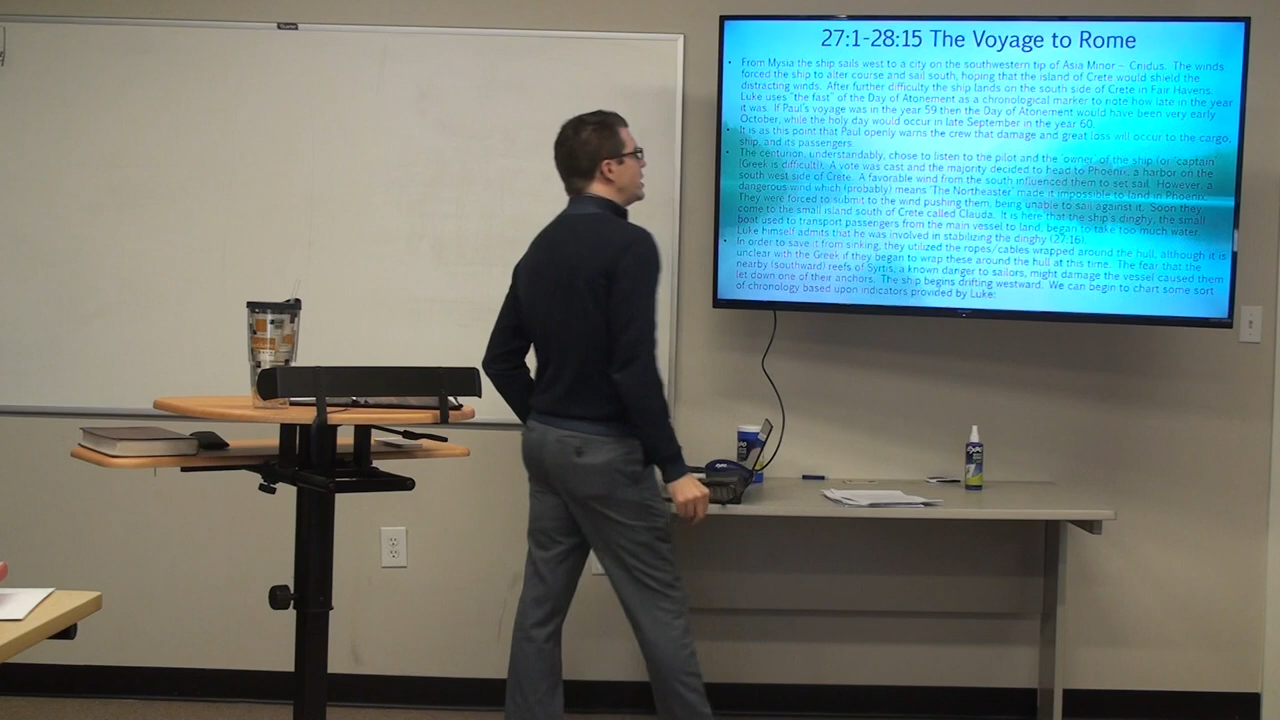 27:1-28:15 The Voyage to Rome
• From Mysia the ship sails west to a city on the southwestern tip of Asia Minor – Cnidus. The winds
forced the ship to alter course and sail south, hoping that the island of Crete would shield the
distracting winds. After further difficulty the ship lands on the south side of Crete in Fair Havens.
Luke uses "the fast" of the Day of Atonement as a chronological marker to note how late in the year
it was. If Paul's voyage was in the year 59 then the Day of Atonement would have been very early
October, while the holy day would occur in late September in the year 60.
• It is as this point that Paul openly warns the crew that damage and great loss will occur to the cargo,
ship, and its passengers.
• The centurion, understandably, chose to listen to the pilot and the 'owner' of the ship (or 'captain'
(Greek is difficult). A vote was cast and the majority decided to head to Phoenix, a harbor on the
south west side of Crete. A favorable wind from the south influenced them to set sail. However, a
dangerous wind which (probably) means 'The Northeaster' made it impossible to land in Phoenix.
They were forced to submit to the wind pushing them, being unable to sail against it. Soon they
come to the small island south of Crete called Clauda. It is here that the ship's dinghy, the small
boat used to transport passengers from the main vessel to land, began to take too much water.
Luke himself admits that he was involved in stabilizing the dinghy (27:16).
• In order to save it from sinking, they utilized the ropes/cables wrapped around the hull, although it is
unclear with the Greek if they began to wrap these around the hull at this time. The fear that the
nearby (southward) reefs of Syrtis, a known danger to sailors, might damage the vessel caused them
let down one of their anchors. The ship begins drifting westward. We can begin to chart some sort
of chronology based upon indicators provided by Luke:
EXPO